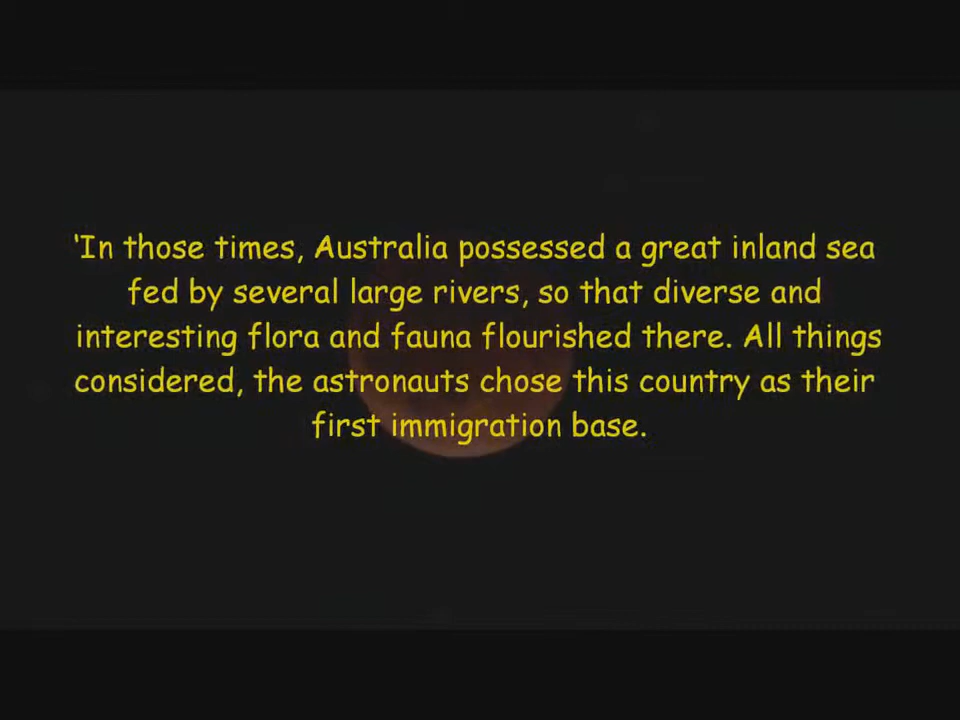 ‘In those times, Australia possessed a great inland sea
fed by several large rivers, so that diverse and
interesting flora and fauna flourished there. All things
considered, the astronauts chose this country as their
first immigration base.